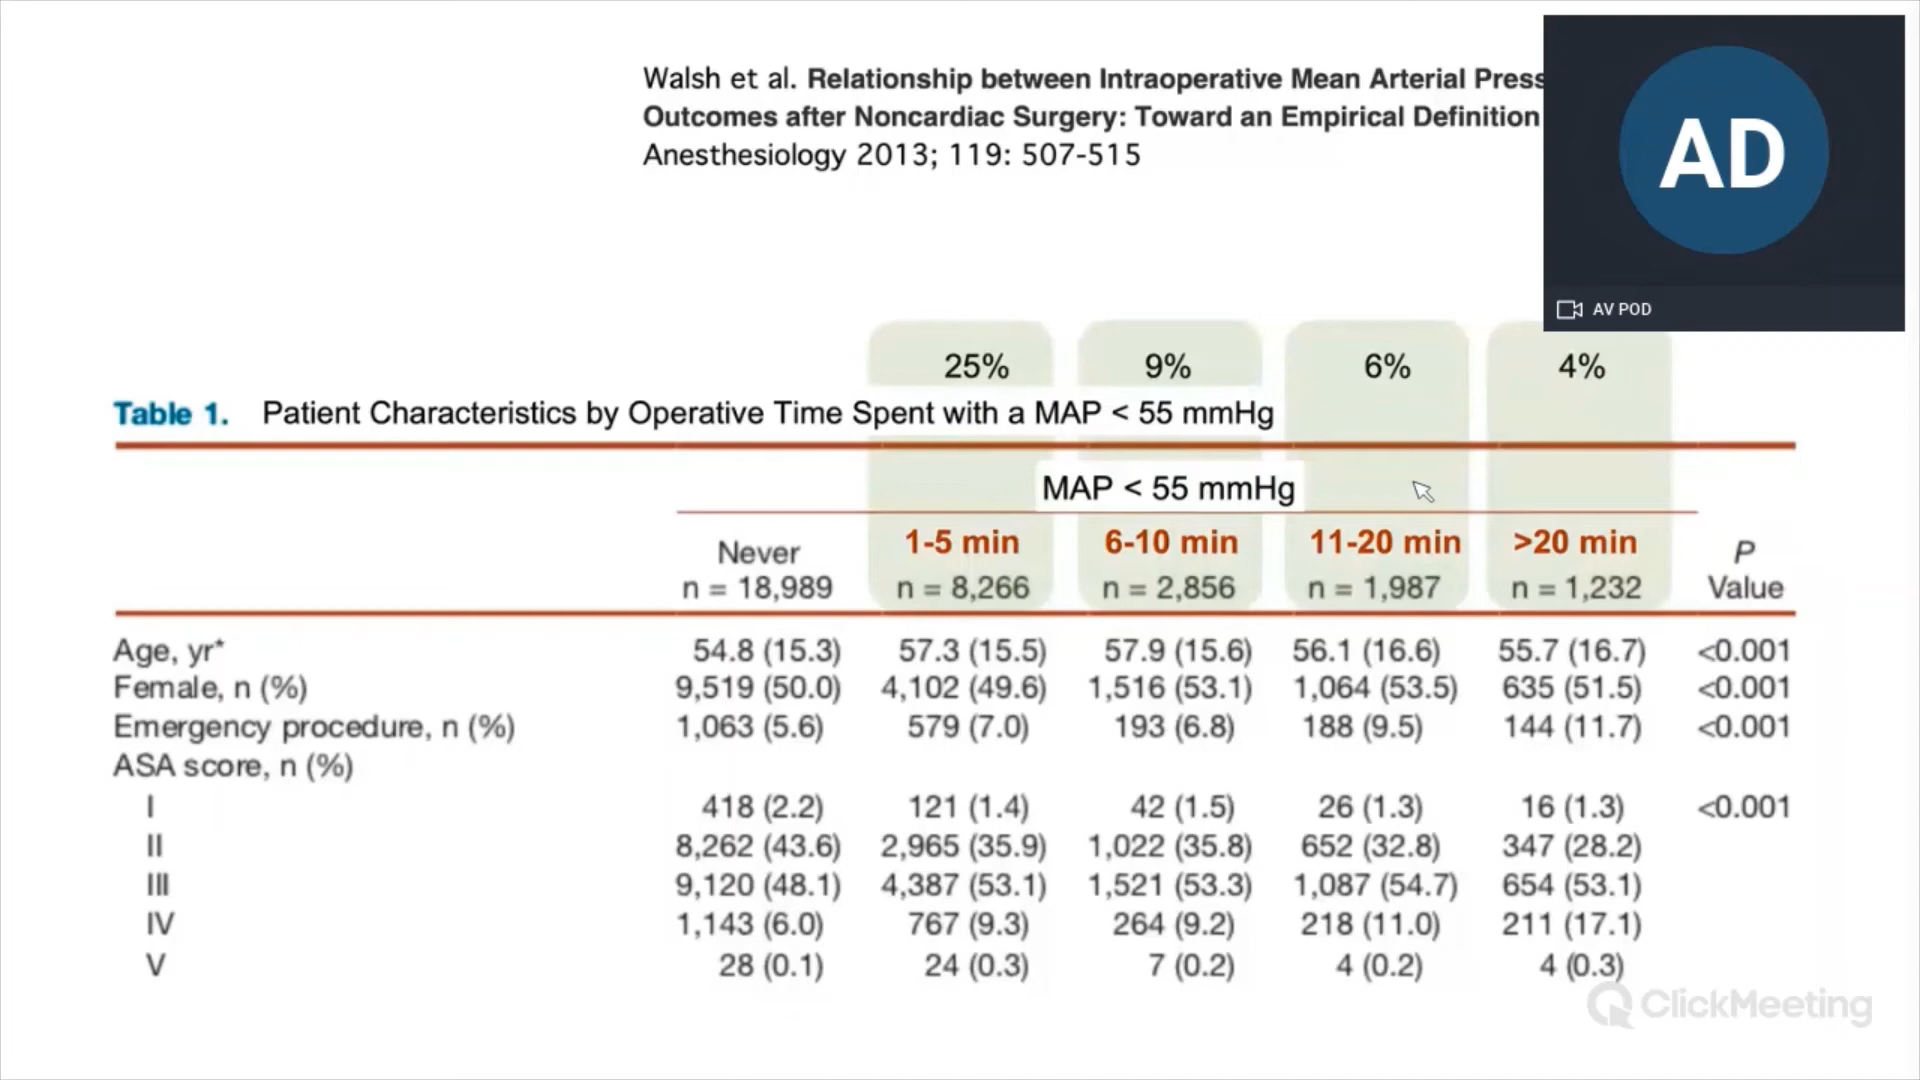 Walsh et al. Relationship between Intraoperative Mean Arterial Press
Outcomes after Noncardiac Surgery: Toward an Empirical Definition
Anesthesiology 2013; 119: 507-515
AD
AV POD
25% 9% 6% 4%
Table 1. Patient Characteristics by Operative Time Spent with a MAP < 55 mmHg
MAP < 55 mmHg
Never 1-5 min 6-10 min 11-20 min >20 min P
n = 18,989 n = 8,266 n = 2,856 n = 1,987 n = 1,232 Value
Age, yr* 54.8 (15.3) 57.3 (15.5) 57.9 (15.6) 56.1 (16.6) 55.7 (16.7) <0.001
Female, n (%) 9,519 (50.0) 4,102 (49.6) 1,516 (53.1) 1,064 (53.5) 635 (51.5) <0.001
Emergency procedure, n (%) 1,063 (5.6) 579 (7.0) 193 (6.8) 188 (9.5) 144 (11.7) <0.001
ASA score, n (%)
I 418 (2.2) 121 (1.4) 42 (1.5) 26 (1.3) 16 (1.3) <0.001
II 8,262 (43.6) 2,965 (35.9) 1,022 (35.8) 652 (32.8) 347 (28.2)
III 9,120 (48.1) 4,387 (53.1) 1,521 (53.3) 1,087 (54.7) 654 (53.1)
IV 1,143 (6.0) 767 (9.3) 264 (9.2) 218 (11.0) 211 (17.1)
V 28 (0.1) 24 (0.3) 7 (0.2) 4 (0.2) 4 (0.3)
ClickMeeting